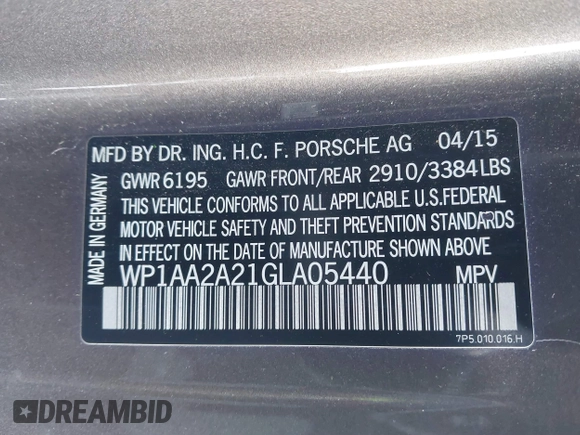 MFD BY DR. ING. H.C. F. PORSCHE AG 04/15
GWR 6195 GAWR FRONT/REAR 2910/3384 LBS
THIS VEHICLE CONFORMS TO ALL APPLICABLE U.S.FEDERAL
MOTOR VEHICLE SAFETY AND THEFT PREVENTION STANDARDS
IN EFFECT ON THE DATE OF MANUFACTURE SHOWN ABOVE
WP1AA2A21GLA05440 MPV
7P5.010.016.H
MADE IN GERMANY
DREAMBID